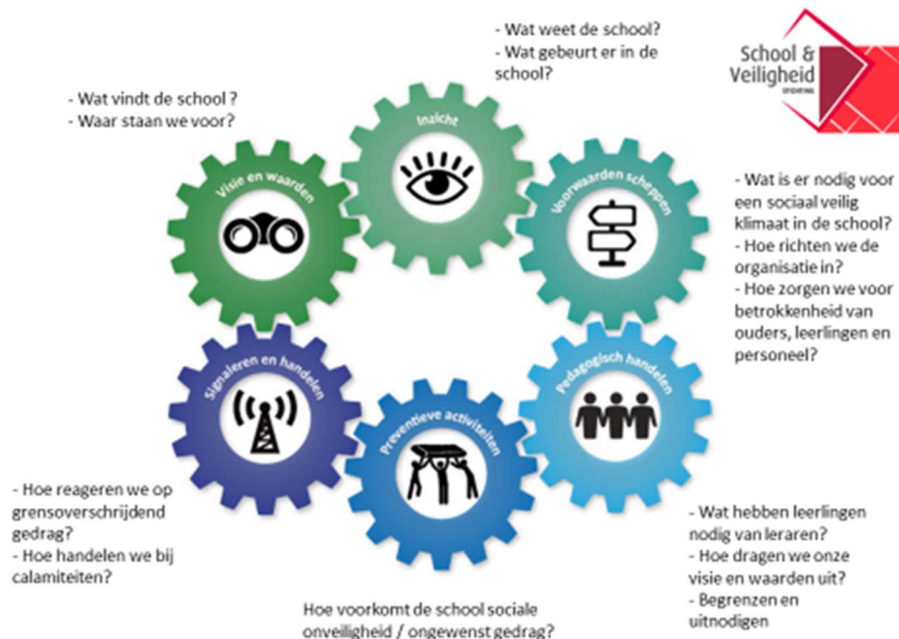 - Wat weet de school?
- Wat gebeurt er in de
school?
School &
Veiligheid
STICHTING
- Wat vindt de school ?
- Waar staan we voor?
Inzicht
Visie en waarden
Voorwaarden scheppen
- Wat is er nodig voor
een sociaal veilig
klimaat in de school?
- Hoe richten we de
organisatie in?
- Hoe zorgen we voor
betrokkenheid van
ouders, leerlingen en
personeel?
Signaleren en handelen
Preventieve activiteiten
Pedagogisch handelen
- Hoe reageren we op
grensoverschrijdend
gedrag?
- Hoe handelen we bij
calamiteiten?
- Wat hebben leerlingen
nodig van leraren?
- Hoe dragen we onze
visie en waarden uit?
- Begrenzen en
uitnodigen
Hoe voorkomt de school sociale
onveiligheid / ongewenst gedrag?